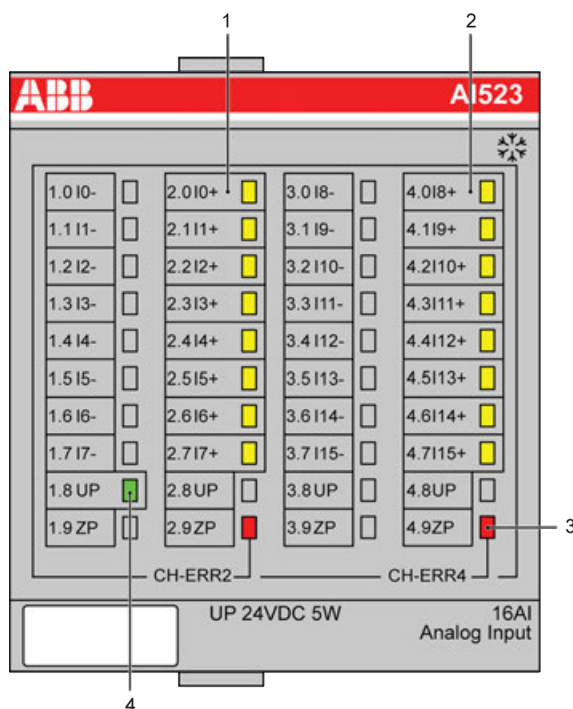 1 2
ABB AI523
1.0 I0- 2.0 I0+ 3.0 I8- 4.0 I8+
1.1 I1- 2.1 I1+ 3.1 I9- 4.1 I9+
1.2 I2- 2.2 I2+ 3.2 I10- 4.2 I10+
1.3 I3- 2.3 I3+ 3.3 I11- 4.3 I11+
1.4 I4- 2.4 I4+ 3.4 I12- 4.4 I12+
1.5 I5- 2.5 I5+ 3.5 I13- 4.5 I13+
1.6 I6- 2.6 I6+ 3.6 I14- 4.6 I14+
1.7 I7- 2.7 I7+ 3.7 I15- 4.7 I15+
1.8 UP 2.8 UP 3.8 UP 4.8 UP
1.9 ZP 2.9 ZP 3.9 ZP 4.9 ZP 3
CH-ERR2 CH-ERR4
UP 24VDC 5W 16AI
Analog Input
4